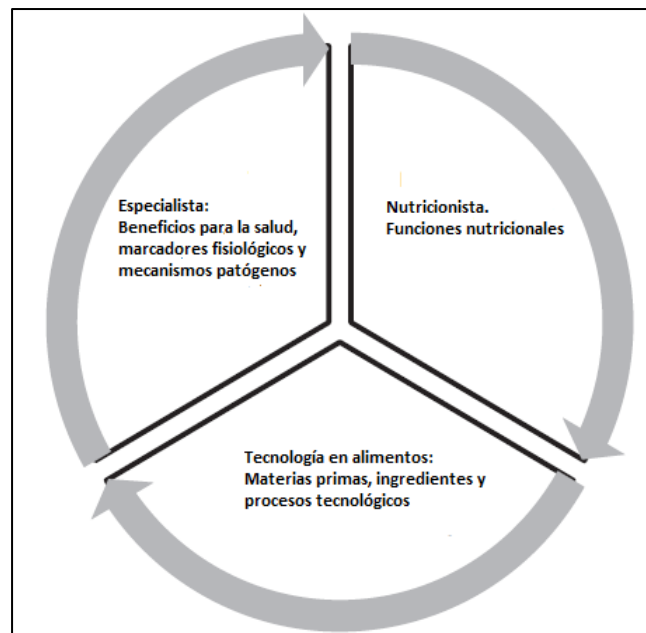 Especialista:
Beneficios para la salud,
marcadores fisiológicos y
mecanismos patógenos
Nutricionista.
Funciones nutricionales
Tecnología en alimentos:
Materias primas, ingredientes y
procesos tecnológicos